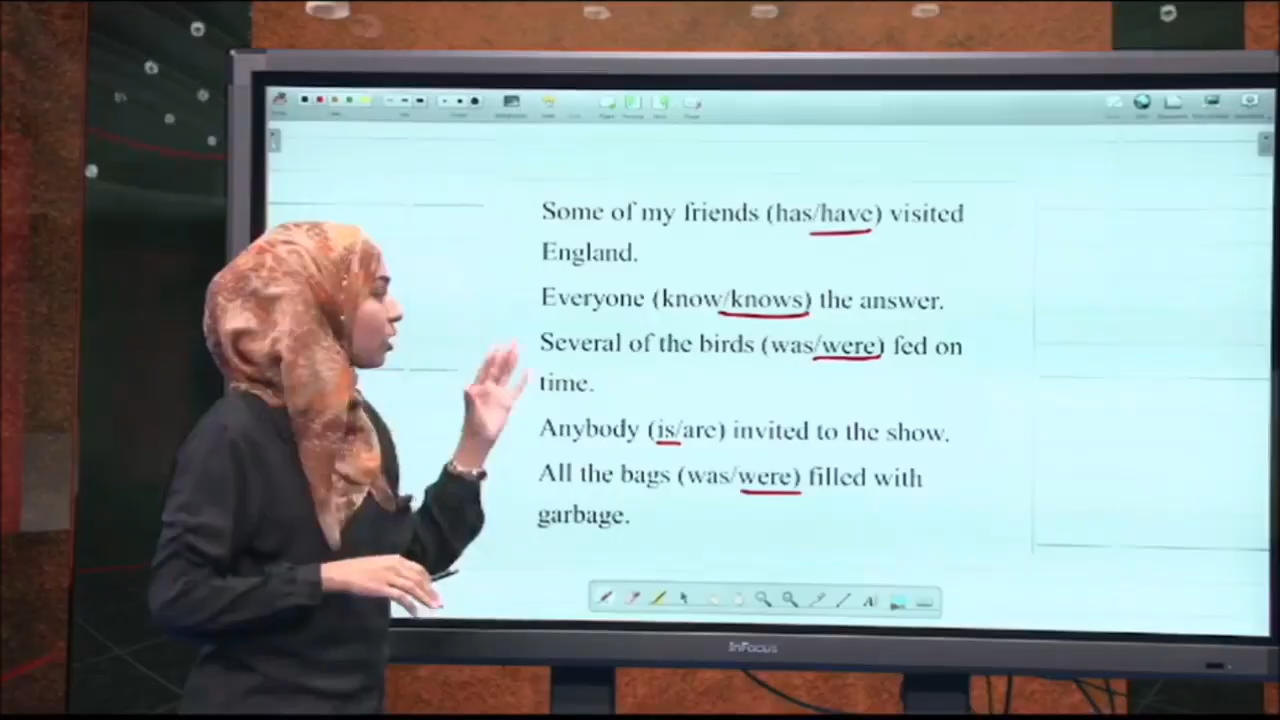 Some of my friends (has/have) visited
England.
Everyone (know/knows) the answer.
Several of the birds (was/were) fed on
time.
Anybody (is/are) invited to the show.
All the bags (was/were) filled with
garbage.
InFocus